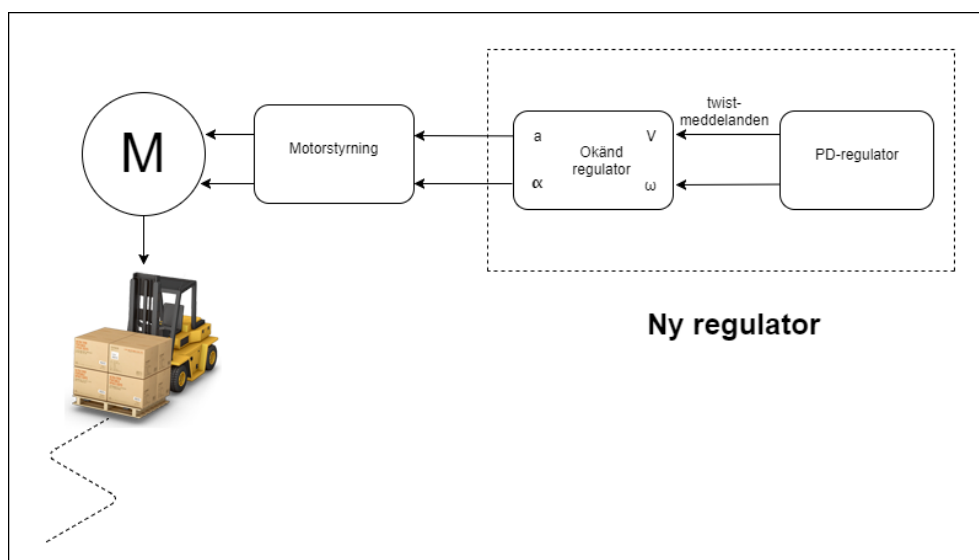 twist-
meddelanden
M
Motorstyrning
a
V
Okänd
regulator
PD-regulator
α
ω
Ny regulator